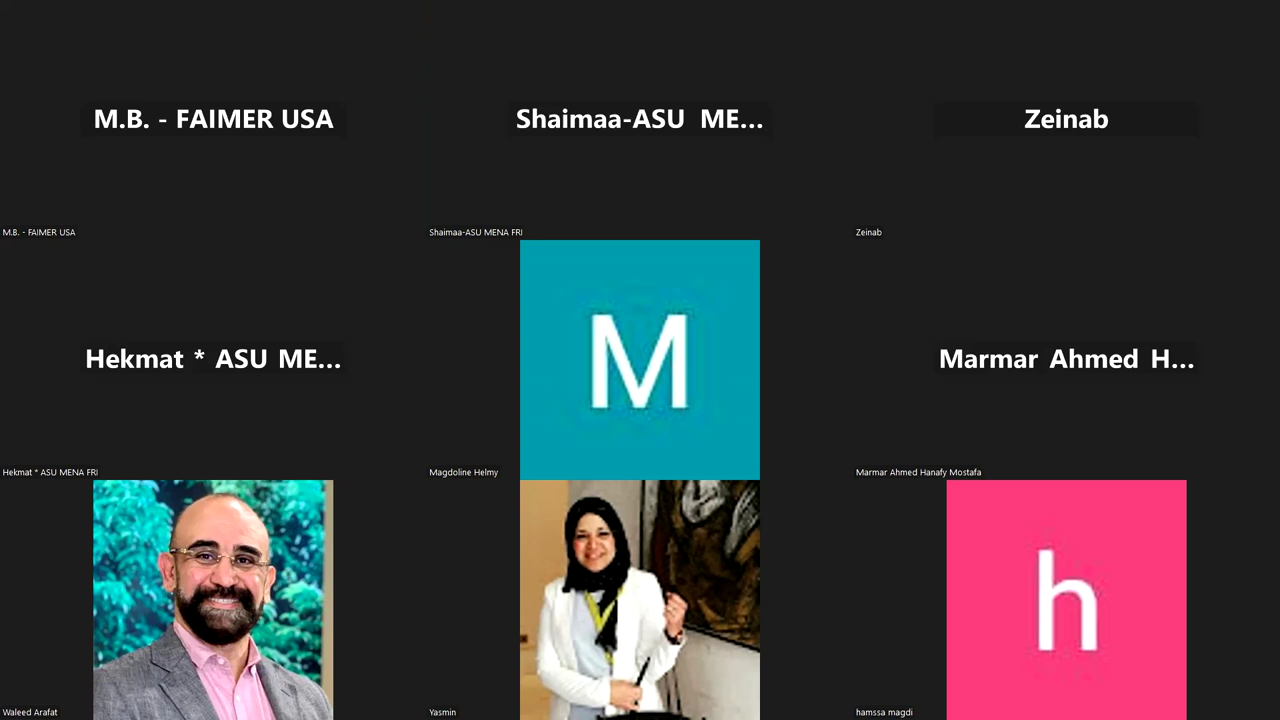 M.B. - FAIMER USA
Shaimaa-ASU ME...
Zeinab
M.B. - FAIMER USA
Shaimaa-ASU MENA FRI
Zeinab
Hekmat * ASU ME...
M
Marmar Ahmed H...
Hekmat * ASU MENA FRI
Magdoline Helmy
Marmar Ahmed Hanafy Mostafa
h
Waleed Arafat
Yasmin
hamssa magdi